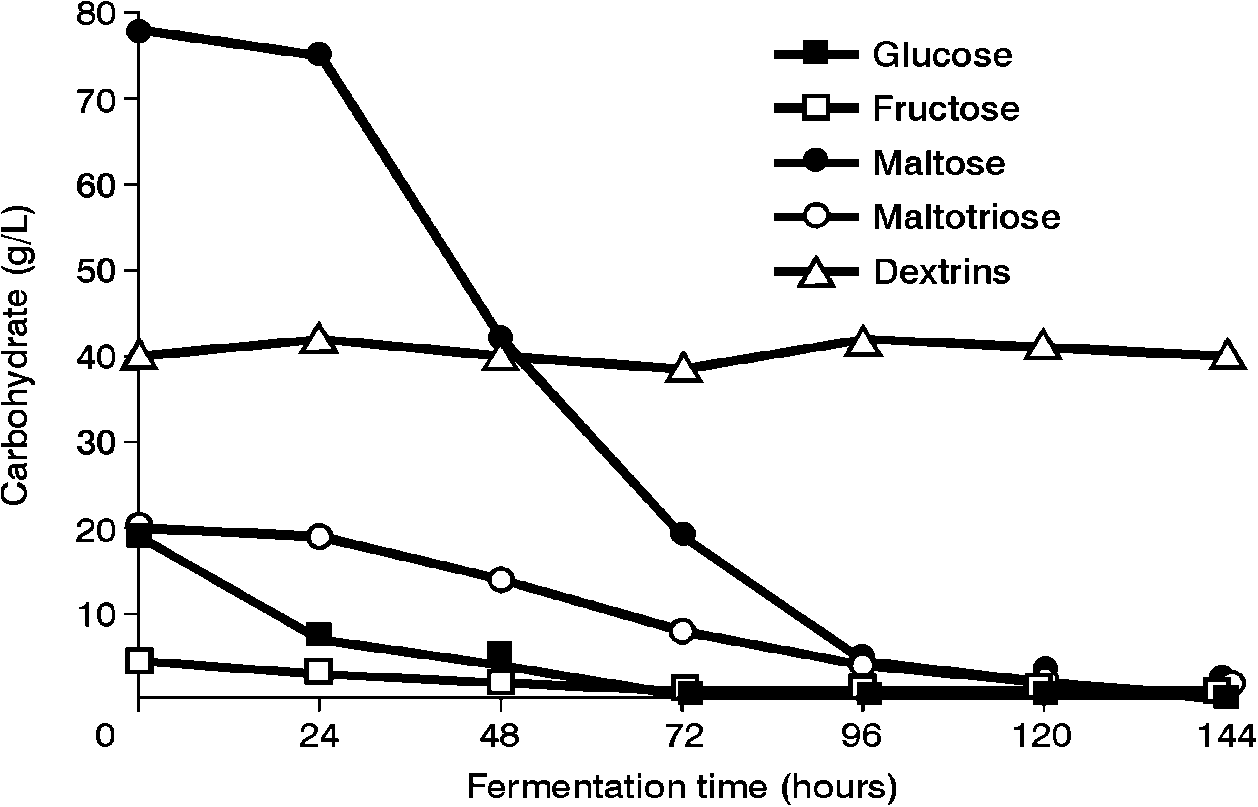 80
70
60
50
40
30
20
10
Carbohydrate (g/L)
Glucose
Fructose
Maltose
Maltotriose
Dextrins
0 24 48 72 96 120 144
Fermentation time (hours)